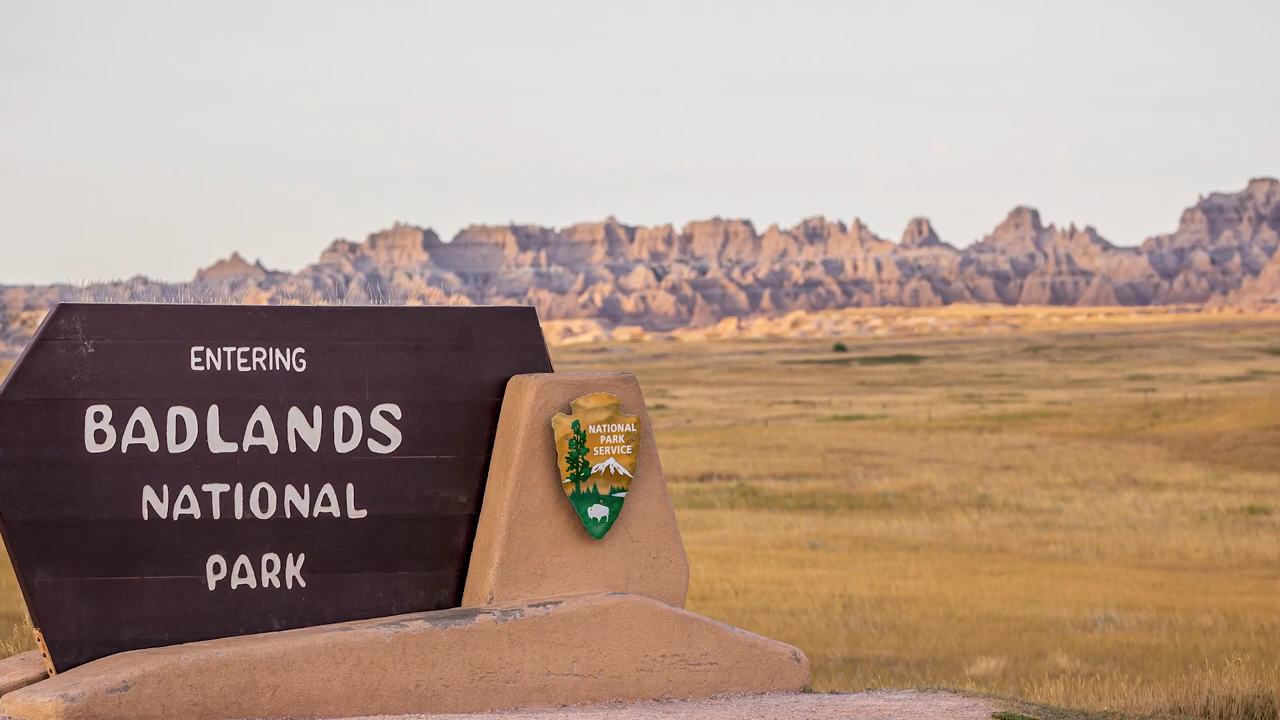 ENTERING
BADLANDS
NATIONAL
PARK
NATIONAL
PARK
SERVICE